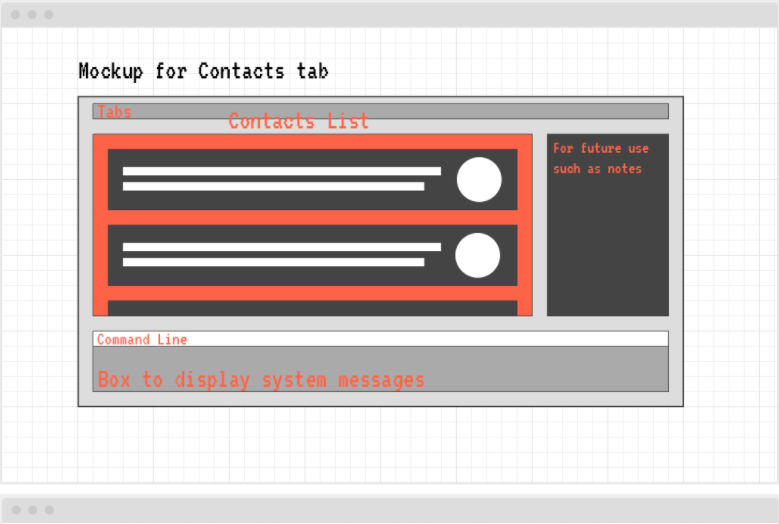 Mockup for Contacts tab
Tabs
Contacts List
For future use
such as notes
Command Line
Box to display system messages